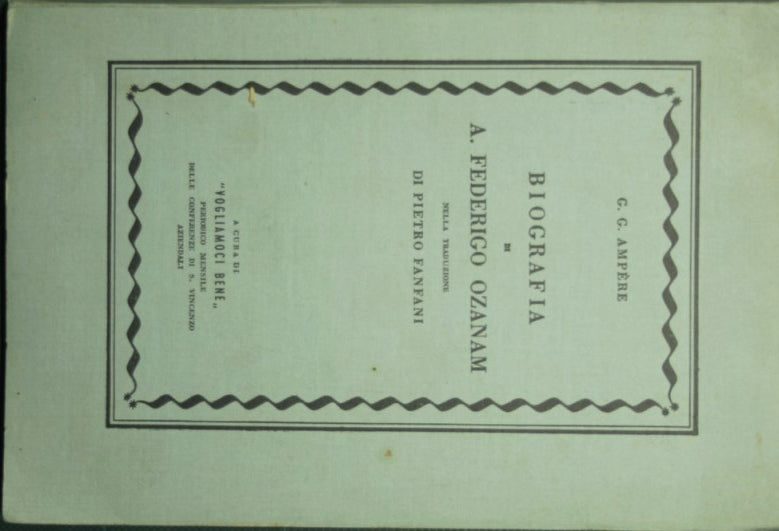 G. G. AMPÈRE
BIOGRAFIA
DI
A. FEDERIGO OZANAM
NELLA TRADUZIONE
DI PIETRO FANFANI
A CURA DI
"VOGLIAMOCI BENE„
PERIODICO MENSILE
DELLE CONFERENZE DI S. VINCENZO
AZIENDALI